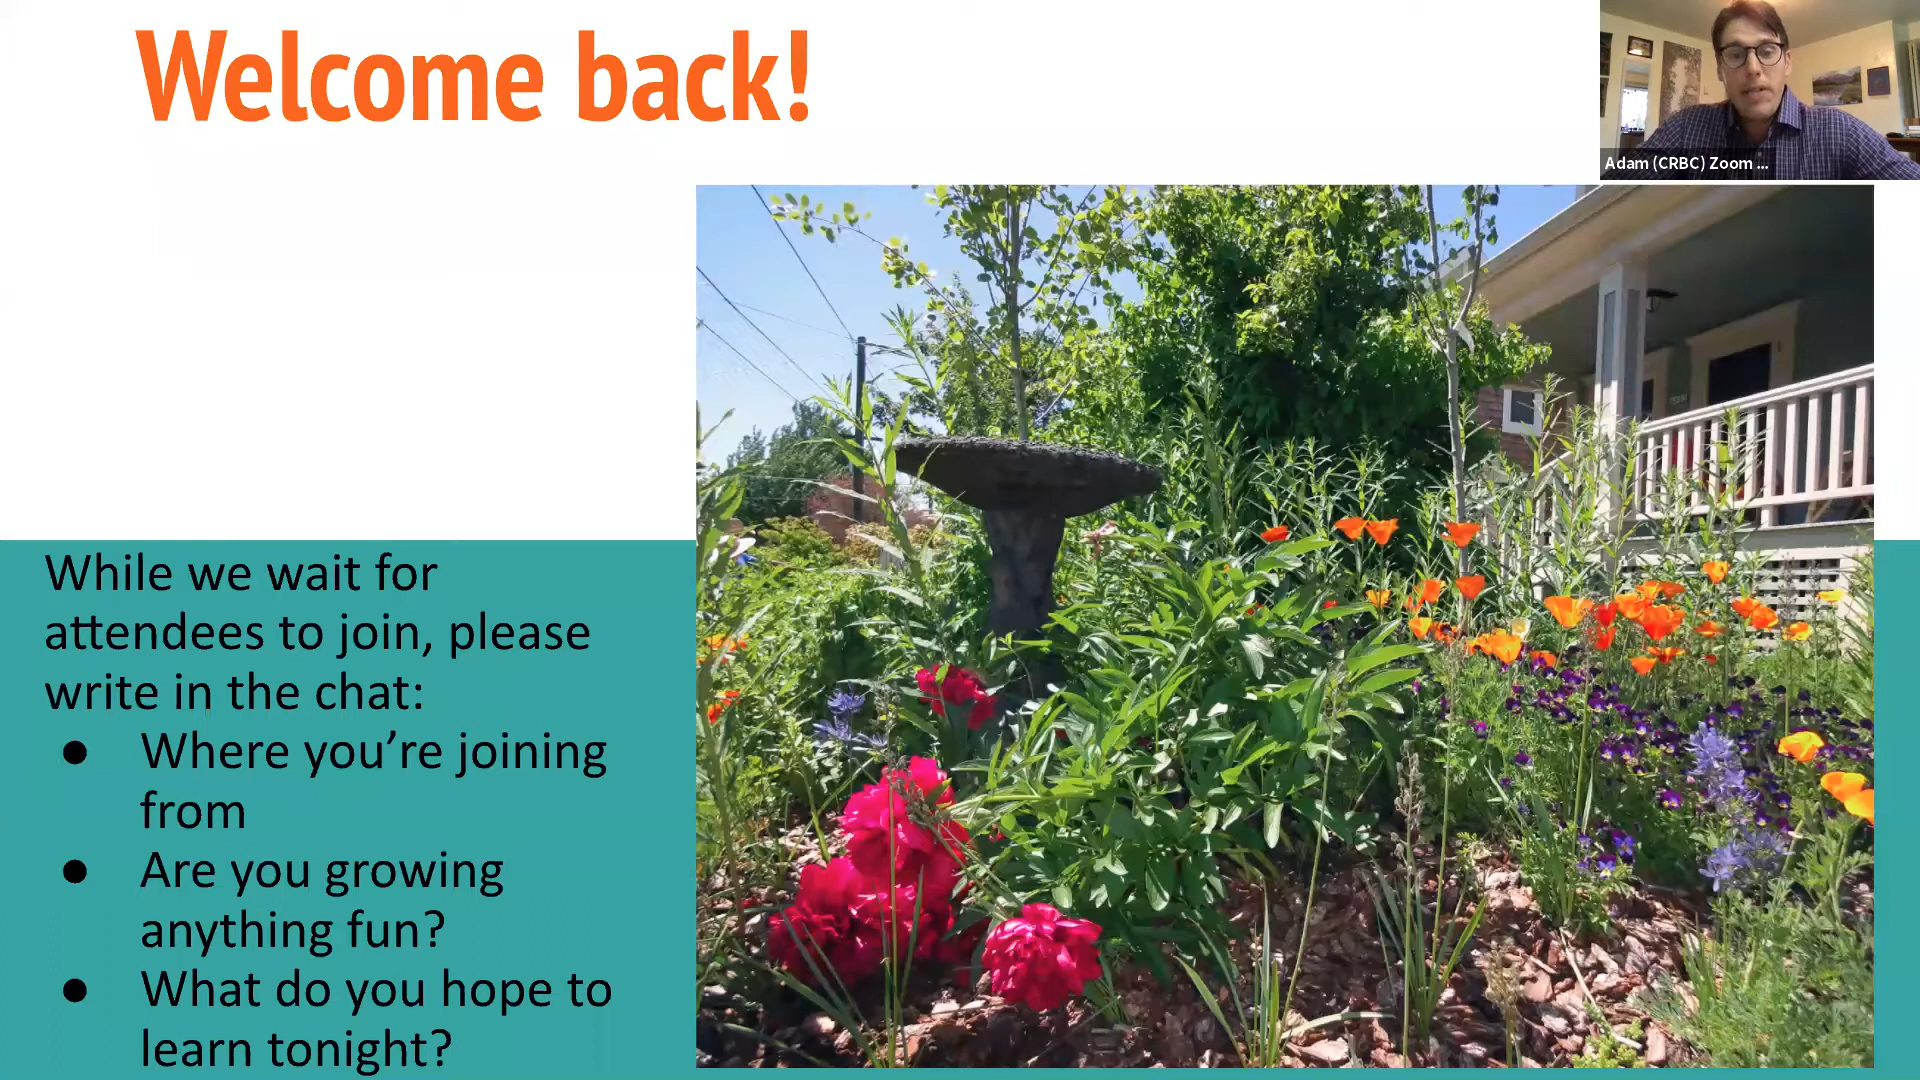 Welcome back!
Adam (CRBC) Zoom ...
While we wait for
attendees to join, please
write in the chat:
● Where you’re joining
from
● Are you growing
anything fun?
● What do you hope to
learn tonight?